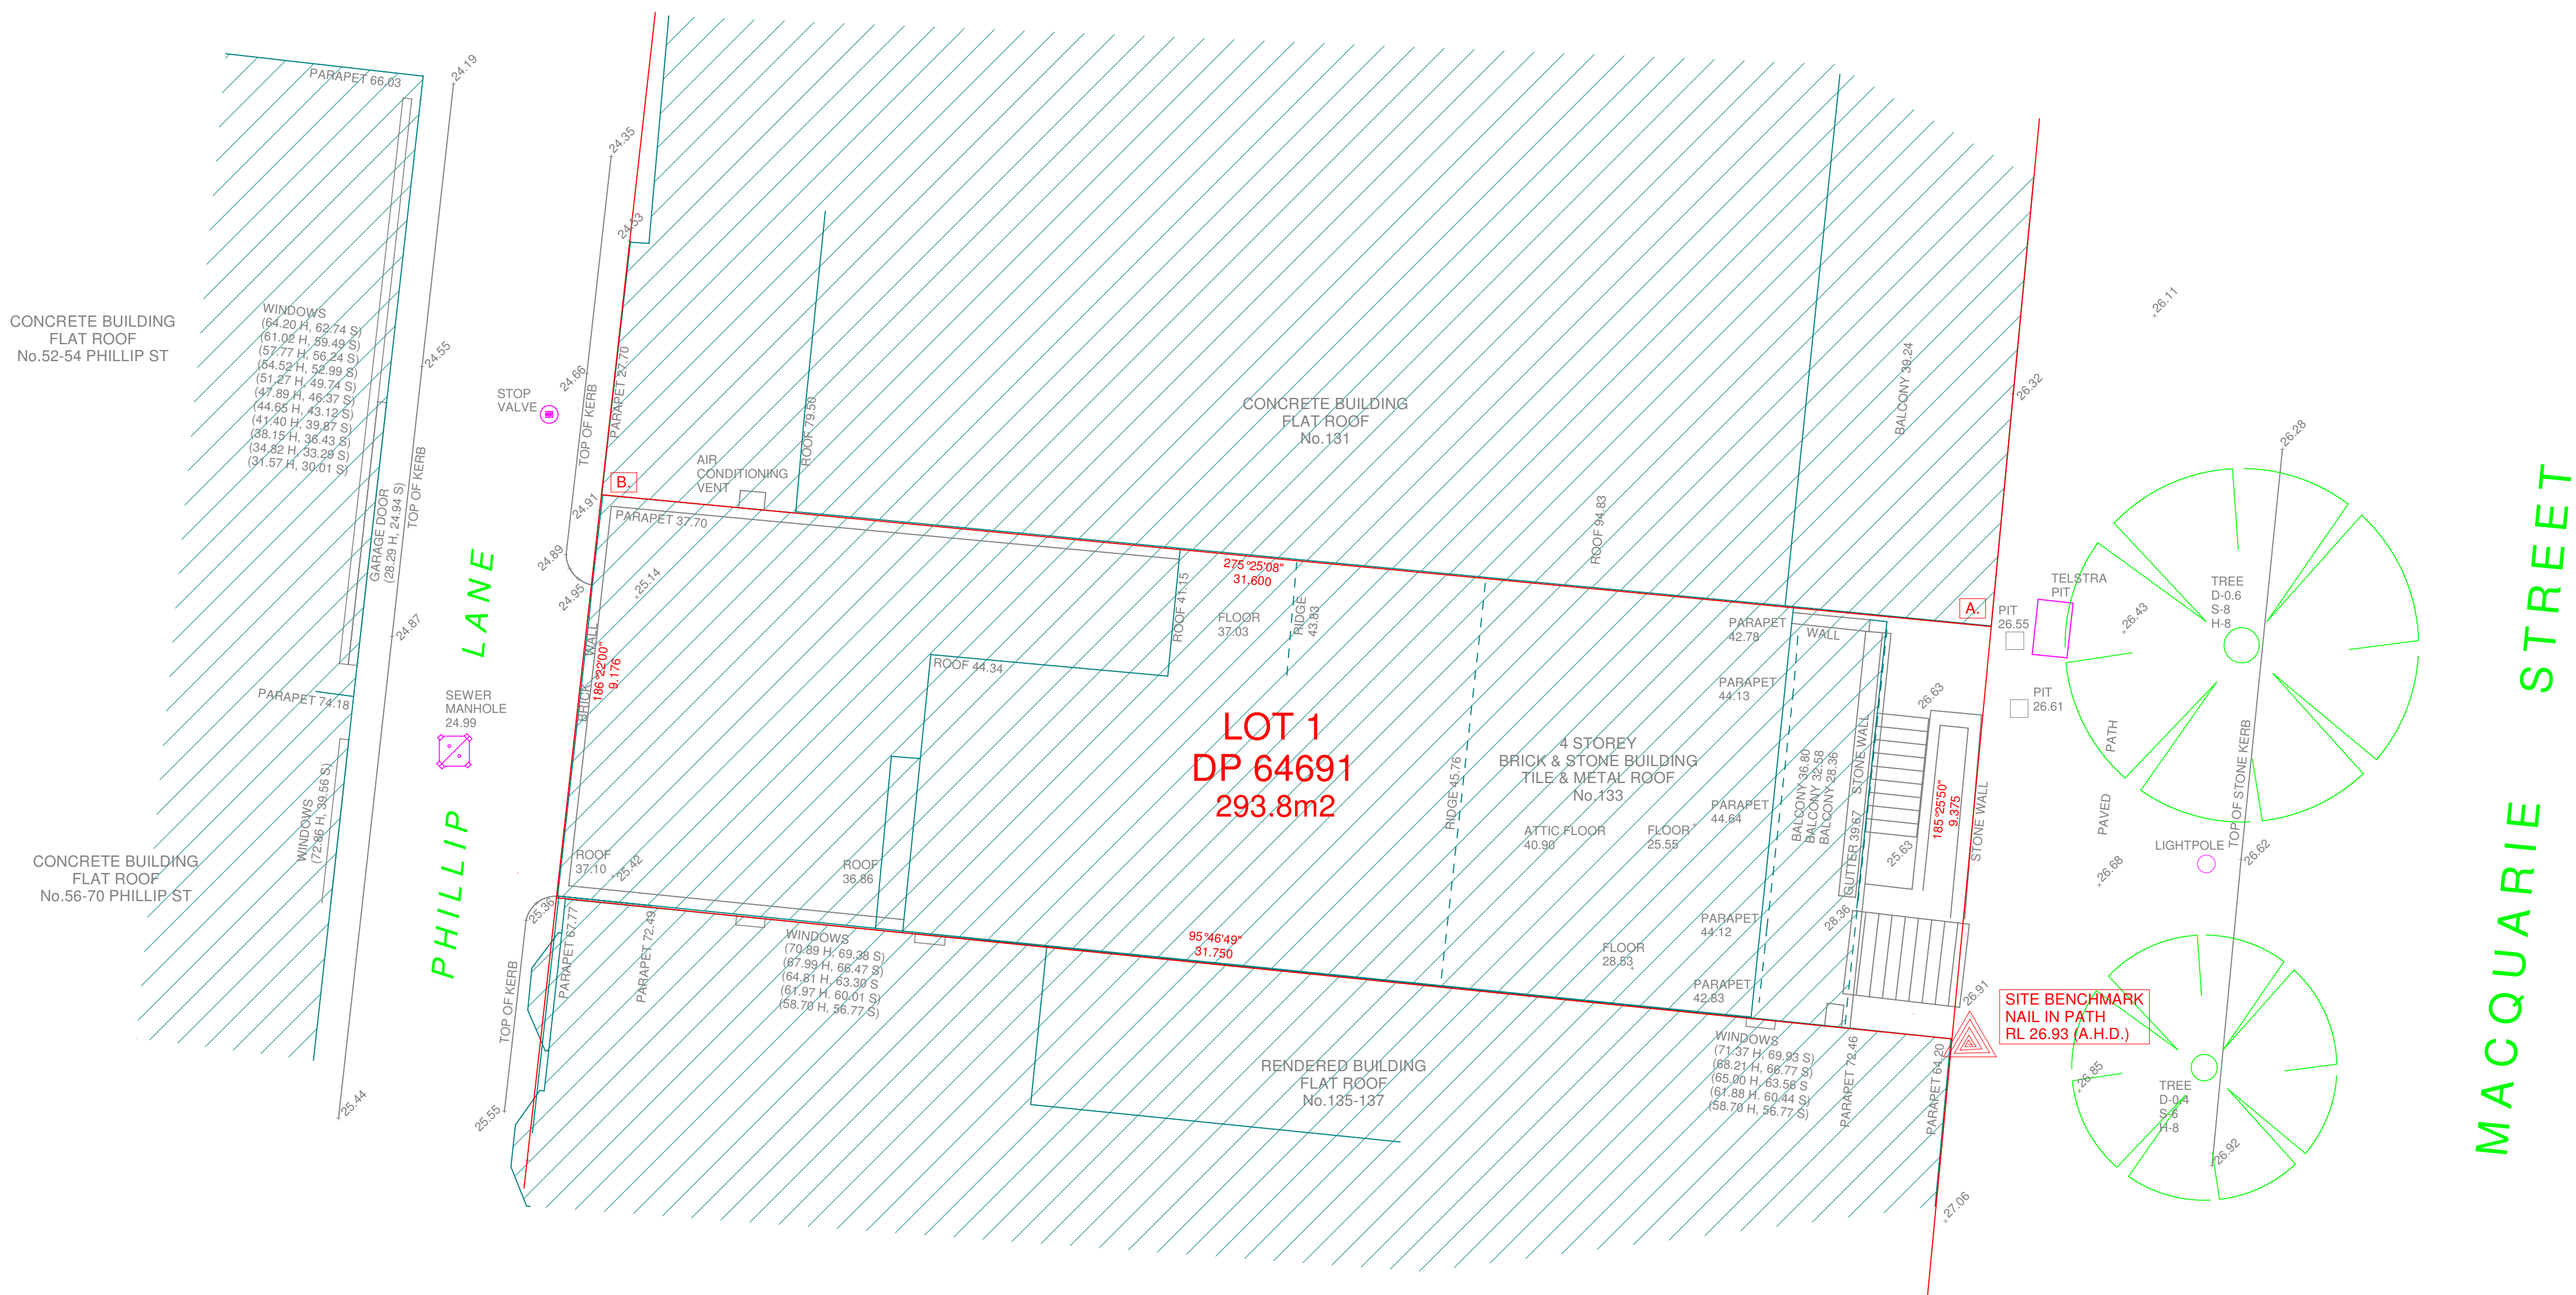 PARAPET 66.03
24.19
24.35
24.53
CONCRETE BUILDING
FLAT ROOF
No.52-54 PHILLIP ST
WINDOWS
(64.20 H, 62.74 S)
(61.02 H, 59.49 S)
(57.77 H, 56.24 S)
(54.52 H, 52.99 S)
(51.27 H, 49.74 S)
(47.89 H, 46.37 S)
(44.65 H, 43.12 S)
(41.40 H, 39.87 S)
(38.15 H, 36.43 S)
(34.82 H, 33.29 S)
(31.57 H, 30.01 S)
24.55
TOP OF KERB
GARAGE DOOR
(28.29 H, 24.94 S)
24.87
PARAPET 74.18
WINDOWS
(72.86 H, 39.56 S)
CONCRETE BUILDING
FLAT ROOF
No.56-70 PHILLIP ST
25.44
STOP
VALVE
24.66
TOP OF KERB
PARAPET 27.70
SEWER
MANHOLE
24.99
PHILLIP LANE
B.
24.91
24.89
24.95
25.14
AIR
CONDITIONING
VENT
ROOF 79.50
PARAPET 37.70
BRICK WALL
186°22'00"
9.176
CONCRETE BUILDING
FLAT ROOF
No.131
ROOF 94.83
BALCONY 39.24
275°25'08"
31.600
ROOF 41.15
FLOOR
37.03
RIDGE
43.83
ROOF 44.34
LOT 1
DP 64691
293.8m2
RIDGE 45.76
4 STOREY
BRICK & STONE BUILDING
TILE & METAL ROOF
No.133
ATTIC FLOOR
40.90
FLOOR
25.55
FLOOR
28.53
PARAPET
42.78
PARAPET
44.13
PARAPET
44.64
PARAPET
44.12
PARAPET
42.83
WALL
BALCONY 36.80
BALCONY 32.58
BALCONY 28.36
GUTTER 39.67
STONE WALL
26.63
25.63
28.36
185°25'50"
9.375
STONE WALL
26.91
ROOF
37.10
25.42
ROOF
36.86
95°46'49"
31.750
25.36
TOP OF KERB
25.55
PARAPET 67.77
PARAPET 72.49
WINDOWS
(70.89 H, 69.38 S)
(67.99 H, 66.47 S)
(64.81 H, 63.30 S
(61.97 H. 60.01 S)
(58.70 H, 56.77 S)
RENDERED BUILDING
FLAT ROOF
No.135-137
WINDOWS
(71.37 H, 69.93 S)
(68.21 H, 66.77 S)
(65.00 H, 63.56 S
(61.88 H. 60.44 S)
(58.70 H, 56.77 S)
PARAPET 72.46
PARAPET 64.20
27.06
A.
PIT
26.55
TELSTRA
PIT
PIT
26.61
26.11
26.32
26.28
26.43
TREE
D-0.6
S-8
H-8
PAVED PATH
TOP OF STONE KERB
LIGHTPOLE
26.62
26.68
SITE BENCHMARK
NAIL IN PATH
RL 26.93 (A.H.D.)
26.85
TREE
D-0.4
S-6
H-8
26.92
MACQUARIE STREET